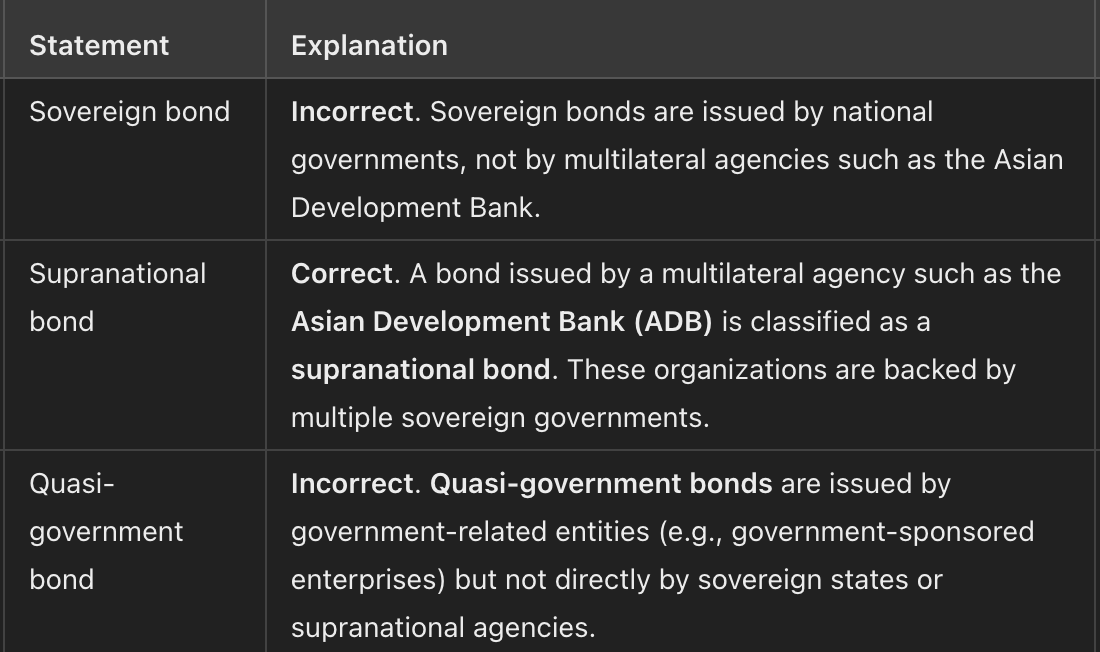 Statement
Explanation
Sovereign bond
Incorrect. Sovereign bonds are issued by national
governments, not by multilateral agencies such as the Asian
Development Bank.
Supranational
bond
Correct. A bond issued by a multilateral agency such as the
Asian Development Bank (ADB) is classified as a
supranational bond. These organizations are backed by
multiple sovereign governments.
Quasi-
government
bond
Incorrect. Quasi-government bonds are issued by
government-related entities (e.g., government-sponsored
enterprises) but not directly by sovereign states or
supranational agencies.